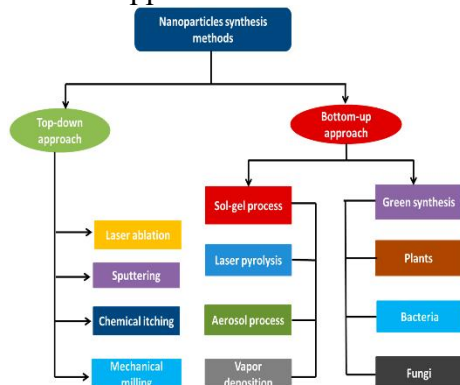 Nanoparticles synthesis
methods
Top-down
approach
Bottom-up
approach
Laser ablation
Sputtering
Chemical itching
Mechanical
milling
Sol-gel process
Laser pyrolysis
Aerosol process
Vapor
deposition
Green synthesis
Plants
Bacteria
Fungi